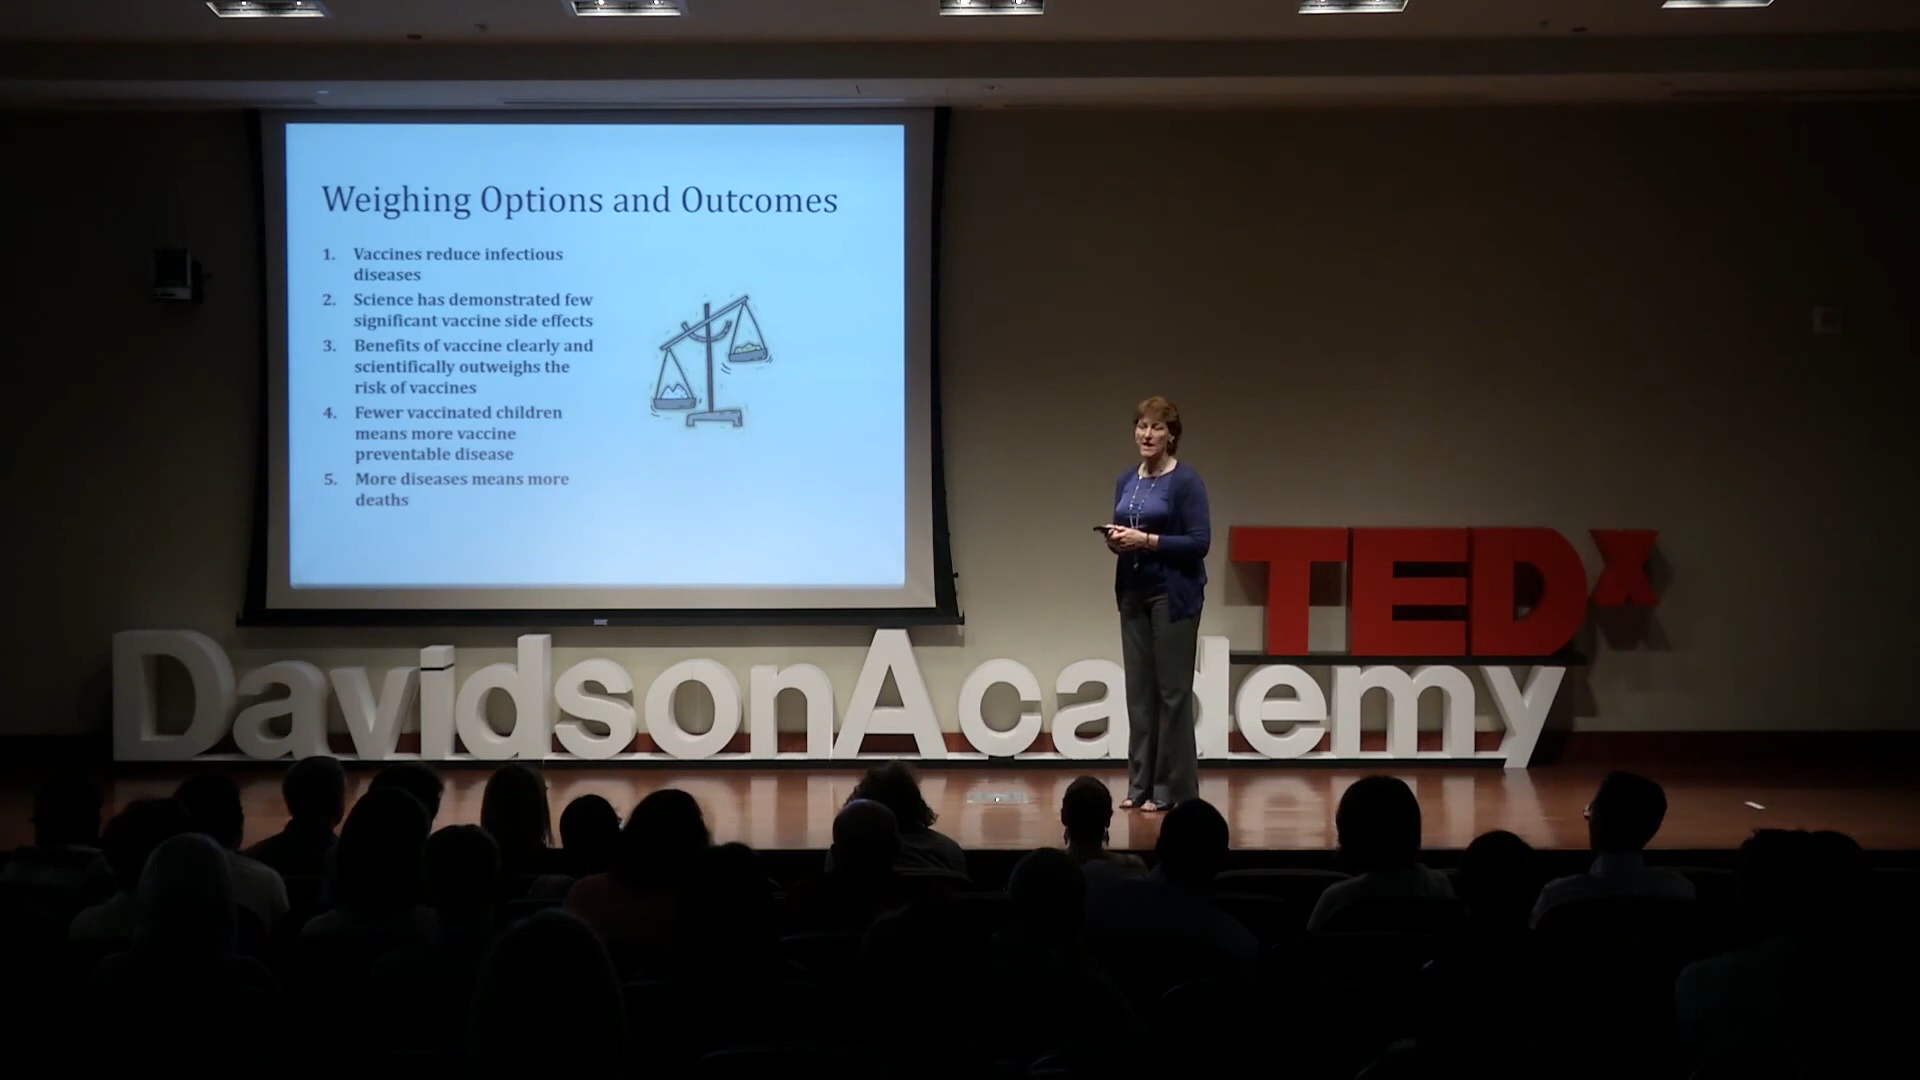 Weighing Options and Outcomes
1. Vaccines reduce infectious
diseases
2. Science has demonstrated few
significant vaccine side effects
3. Benefits of vaccine clearly and
scientifically outweighs the
risk of vaccines
4. Fewer vaccinated children
means more vaccine
preventable disease
5. More diseases means more
deaths
TEDx
DavidsonAcademy